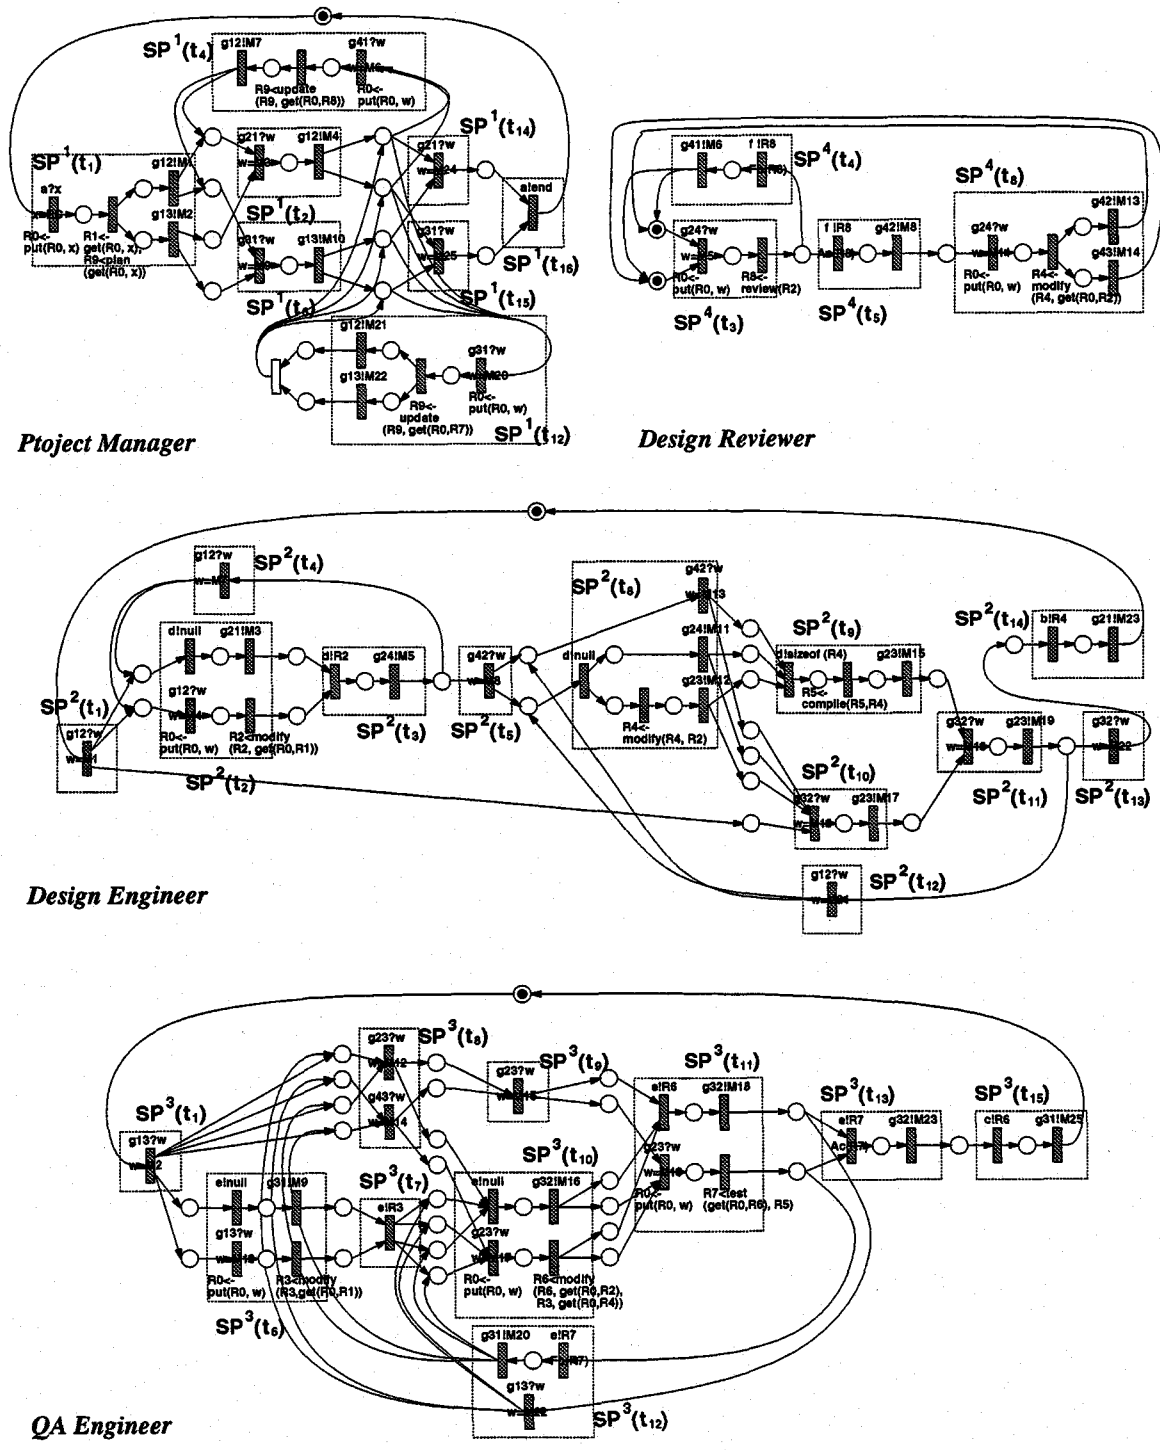 SP¹(t₄)
g12!M7
g41?w
R9<update
(R9, get(R0,R8))
R0<-
put(R0, w)
SP¹(t₁)
a?x
g12!M1
g13!M2
R0<-
put(R0, x)
R1<-
get(R0, x),
R9<plan
(get(R0, x))
g21?w
g12!M4
SP¹(t₂)
g31?w
g13!M10
SP¹(t₆)
SP¹(t₁₄)
g21?w
g31?w
SP¹(t₁₅)
a!end
SP¹(t₁₆)
g12!M21
g13!M22
g31?w
w=M20
R9<-
update
(R9, get(R0,R7))
R0<-
put(R0, w)
SP¹(t₁₂)
Ptoject Manager
g41!M6
f !R8
SP⁴(t₄)
g24?w
R0<-
put(R0, w)
R8<-
review(R2)
SP⁴(t₃)
f !R8
g42!M8
SP⁴(t₅)
SP⁴(t₈)
g24?w
g42!M13
g43!M14
R0<-
put(R0, w)
R4<-
modify
(R4, get(R0,R2))
Design Reviewer
g12?w
SP²(t₄)
SP²(t₁)
g12?w
d!null
g21!M3
g12?w
R0<-
put(R0, w)
R2<modify
(R2, get(R0,R1))
SP²(t₂)
d!R2
g24!M5
SP²(t₃)
g42?w
SP²(t₅)
SP²(t₈)
g42?w
d!null
g24!M11
g23!M12
R4<-
modify(R4, R2)
SP²(t₉)
d!sizeof (R4)
g23!M15
R5<-
compile(R5,R4)
SP²(t₁₀)
g32?w
g23!M17
g32?w
g23!M19
SP²(t₁₁)
g12?w
SP²(t₁₂)
g32?w
SP²(t₁₃)
SP²(t₁₄)
b!R4
g21!M23
Design Engineer
SP³(t₁)
g13?w
e!null
g31!M9
g13?w
R0<-
put(R0, w)
R3<modify
(R3,get(R0,R1))
SP³(t₆)
g23?w
SP³(t₈)
g43?w
SP³(t₇)
e!R3
g23?w
SP³(t₉)
SP³(t₁₀)
e!null
g32!M16
g23?w
R0<-
put(R0, w)
R6<modify
(R6, get(R0,R2),
R3, get(R0,R4))
SP³(t₁₁)
e!R6
g32!M18
g23?w
R0<-
put(R0, w)
R7<test
(get(R0,R6), R5)
g31!M20
e!R7
g13?w
SP³(t₁₂)
SP³(t₁₃)
e!R7
g32!M23
SP³(t₁₅)
c!R6
g31!M25
QA Engineer